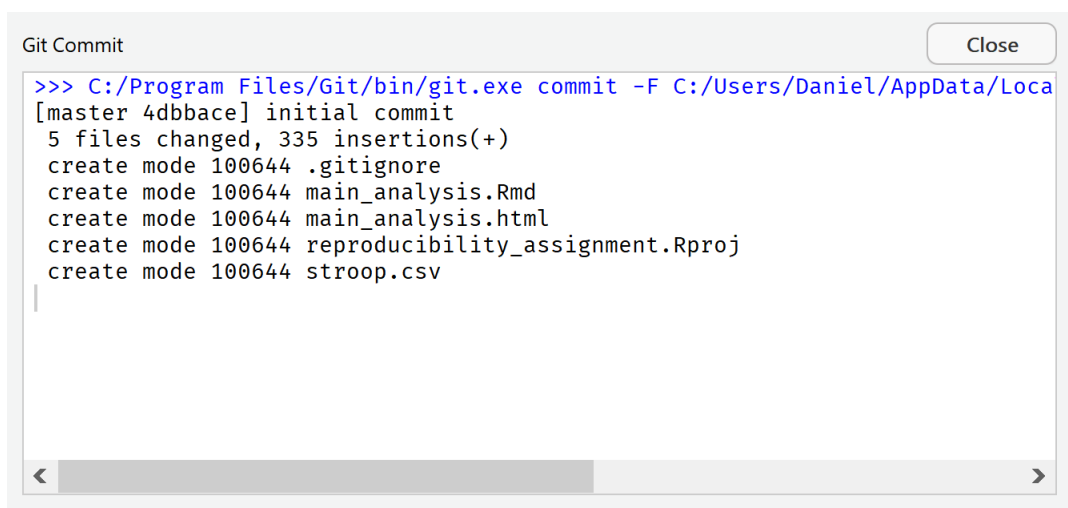 Git Commit
Close
>>> C:/Program Files/Git/bin/git.exe commit -F C:/Users/Daniel/AppData/Loca
[master 4dbbace] initial commit
 5 files changed, 335 insertions(+)
 create mode 100644 .gitignore
 create mode 100644 main_analysis.Rmd
 create mode 100644 main_analysis.html
 create mode 100644 reproducibility_assignment.Rproj
 create mode 100644 stroop.csv